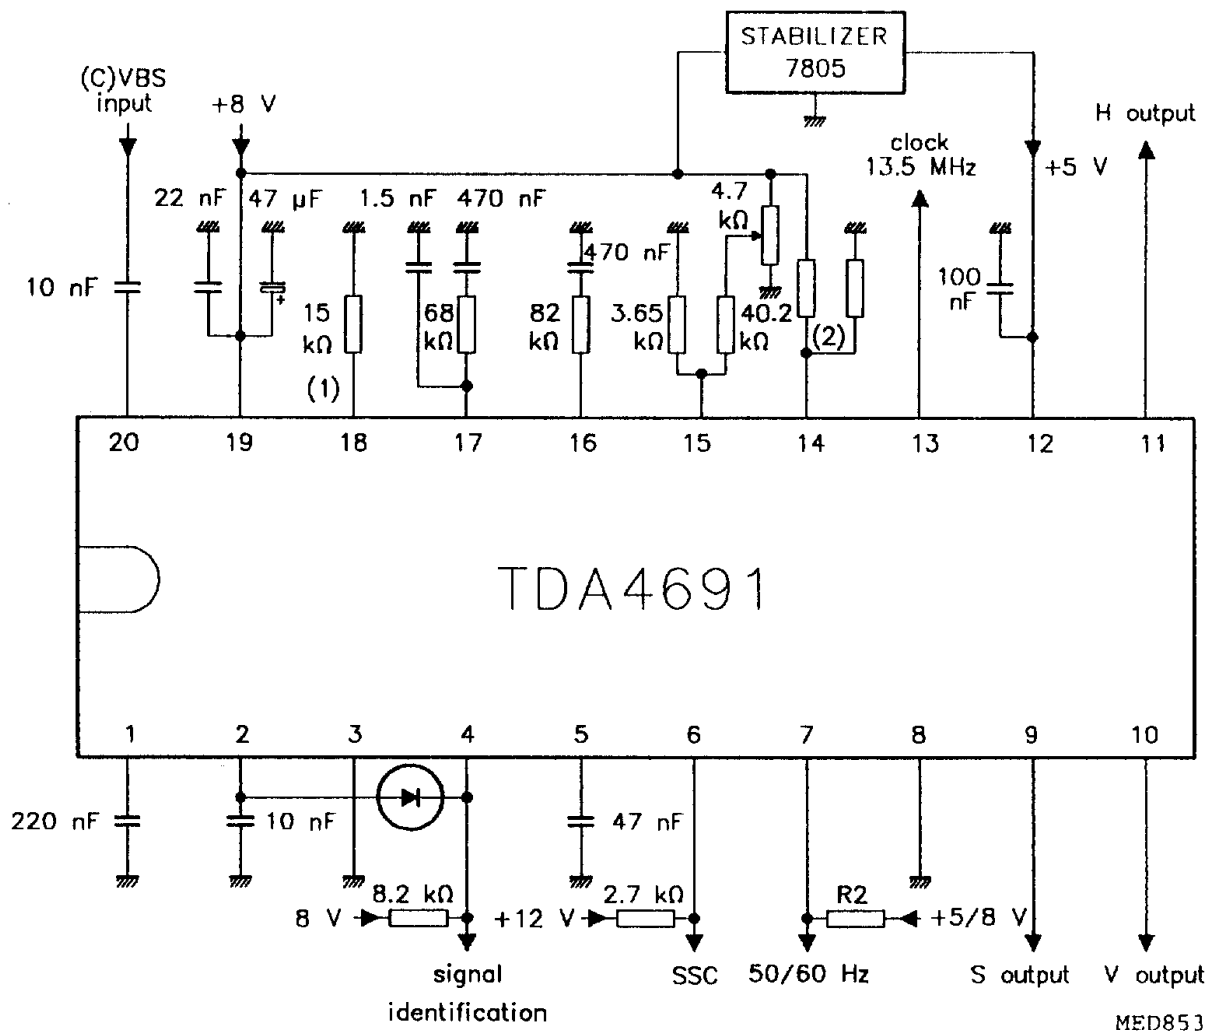 STABILIZER
7805
(C)VBS
input
+8 V
H output
clock
13.5 MHz
+5 V
22 nF
47 µF
1.5 nF
470 nF
4.7
kΩ
470 nF
10 nF
100
nF
15
kΩ
68
kΩ
82
kΩ
3.65
kΩ
40.2
kΩ
(2)
(1)
20
19
18
17
16
15
14
13
12
11
TDA4691
1
2
3
4
5
6
7
8
9
10
220 nF
10 nF
47 nF
8.2 kΩ
2.7 kΩ
R2
8 V
+12 V
+5/8 V
signal
identification
SSC
50/60 Hz
S output
V output
MED853